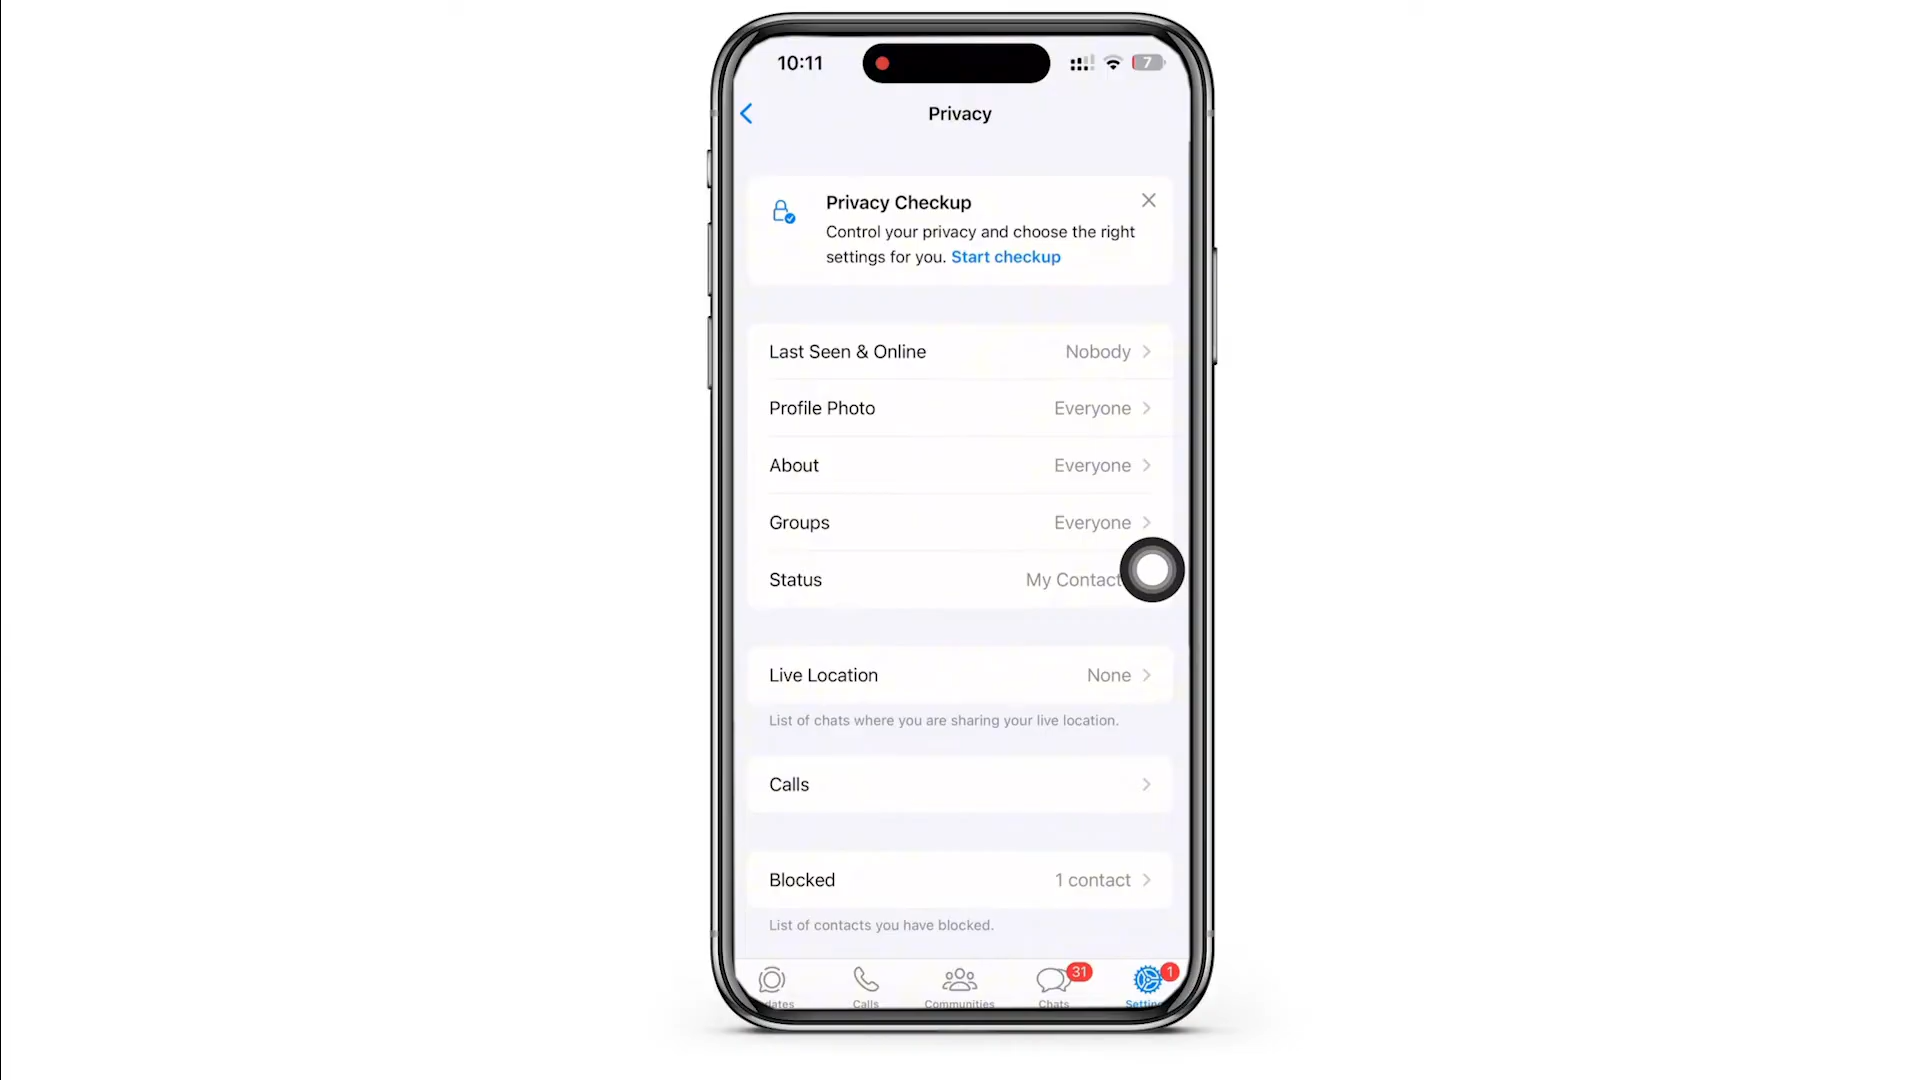 10:11
7
Privacy
Privacy Checkup
Control your privacy and choose the right
settings for you. Start checkup
Last Seen & Online Nobody
Profile Photo Everyone
About Everyone
Groups Everyone
Status My Contact
Live Location None
List of chats where you are sharing your live location.
Calls
Blocked 1 contact
List of contacts you have blocked.
31 1
dates Calls Communities Chats Settin